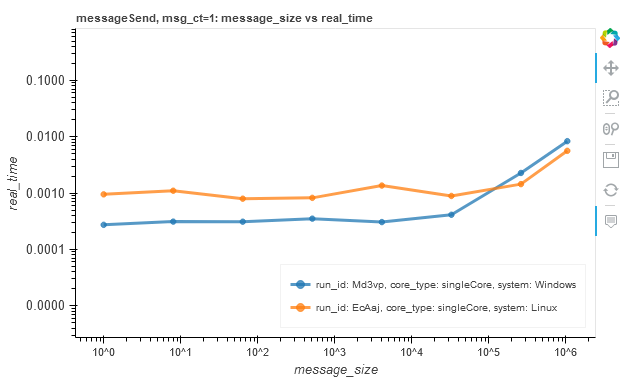 messageSend, msg_ct=1: message_size vs real_time
0.1000
0.0100
0.0010
0.0001
0.0000
real_time
run_id: Md3vp, core_type: singleCore, system: Windows
run_id: EcAaj, core_type: singleCore, system: Linux
10^0 10^1 10^2 10^3 10^4 10^5 10^6
message_size